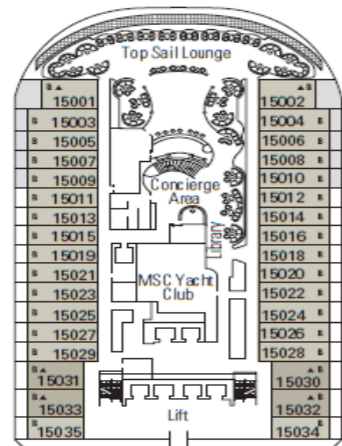 Top Sail Lounge
B ▲ 15001
B ▲ 15002
B 15003
15004 B
B 15005
15006 B
B 15007
15008 B
B 15009
15010 B
B 15011
15012 B
B 15013
15014 B
B 15015
15016 B
B 15019
15018 B
B 15021
15020 B
B 15023
15022 B
B 15025
15024 B
B 15027
15026 B
B 15029
15028 B
B ▲ 15031
▲ B 15030
B ▲ 15033
▲ B 15032
B 15035
15034 B
Concierge
Area
Library
MSC Yacht
Club
Lift